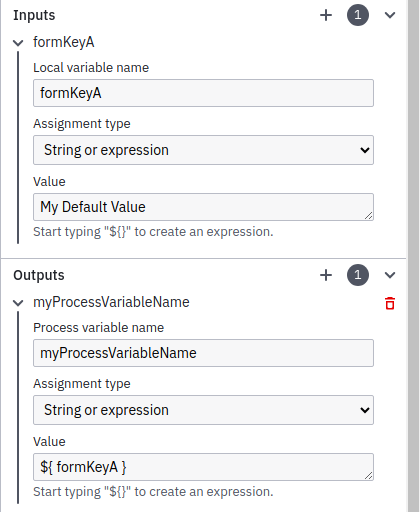 Inputs
1
formKeyA
Local variable name
formKeyA
Assignment type
String or expression
Value
My Default Value
Start typing "${}" to create an expression.
Outputs
1
myProcessVariableName
Process variable name
myProcessVariableName
Assignment type
String or expression
Value
${ formKeyA }
Start typing "${}" to create an expression.